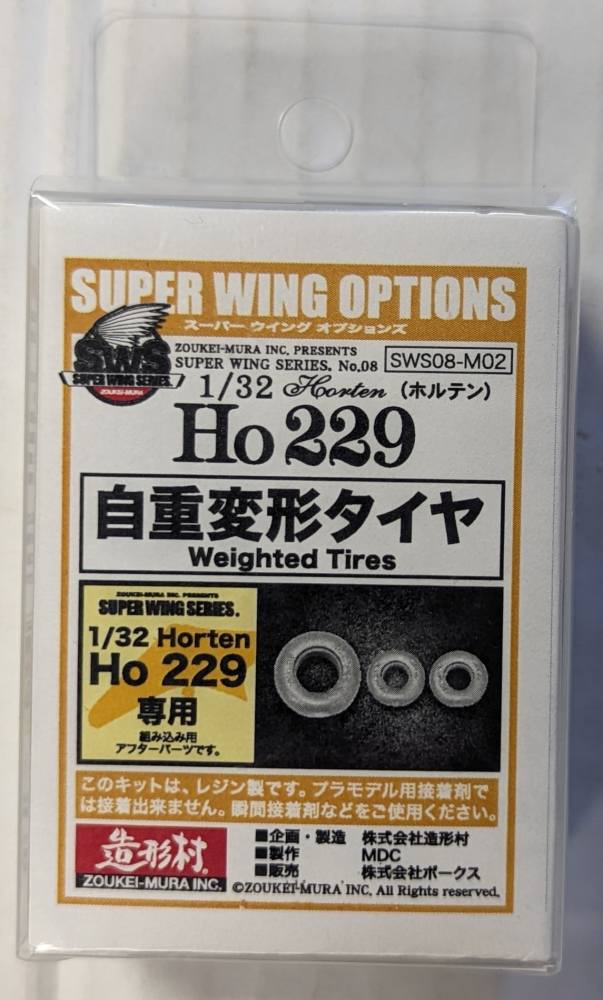 SUPER WING OPTIONS
スーパー ウイング オプションズ
SWS
SUPER WING SERIES.
ZOUKEI-MURA
ZOUKEI-MURA INC. PRESENTS
SUPER WING SERIES. No.08
SWS08-M02
1/32 Horten (ホルテン)
Ho 229
自重変形タイヤ
Weighted Tires
ZOUKEI-MURA INC. PRESENTS
SUPER WING SERIES.
1/32 Horten
Ho 229
専用
組み込み用
アフターパーツです。
このキットは、レジン製です。プラモデル用接着剤で
は接着出来ません。瞬間接着剤などをご使用ください。
造形村
ZOUKEI-MURA INC.
■企画・製造 株式会社造形村
■製作 MDC
■販売 株式会社ボークス
©ZOUKEI-MURA INC, All Rights reserved.